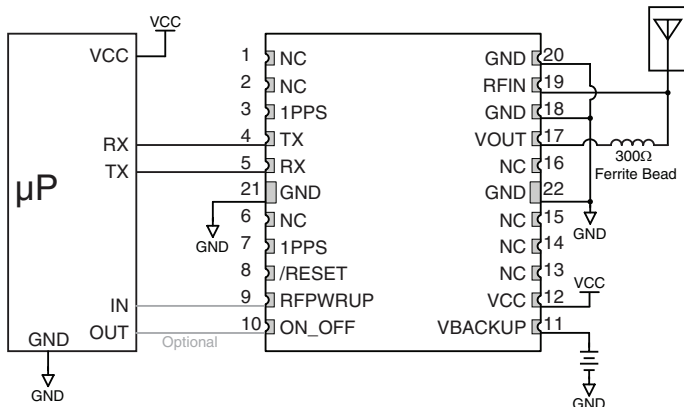 VCC
VCC
RX
TX
µP
IN
OUT
GND
GND
Optional
1 NC
2 NC
3 1PPS
4 TX
5 RX
21 GND
GND
6 NC
7 1PPS
8 /RESET
9 RFPWRUP
10 ON_OFF
GND 20
RFIN 19
GND 18
VOUT 17
300Ω
Ferrite Bead
NC 16
GND 22
GND
NC 15
NC 14
NC 13
VCC 12
VCC
VBACKUP 11
GND